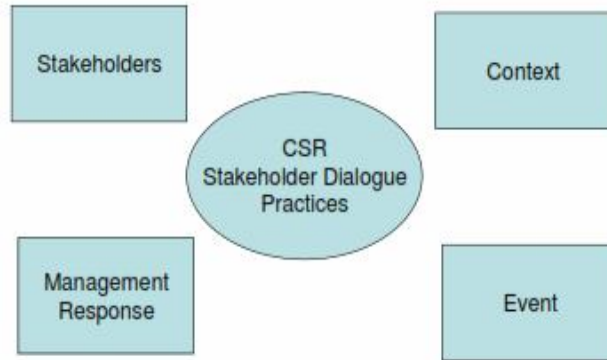 Stakeholders
Context
CSR
Stakeholder Dialogue
Practices
Management
Response
Event